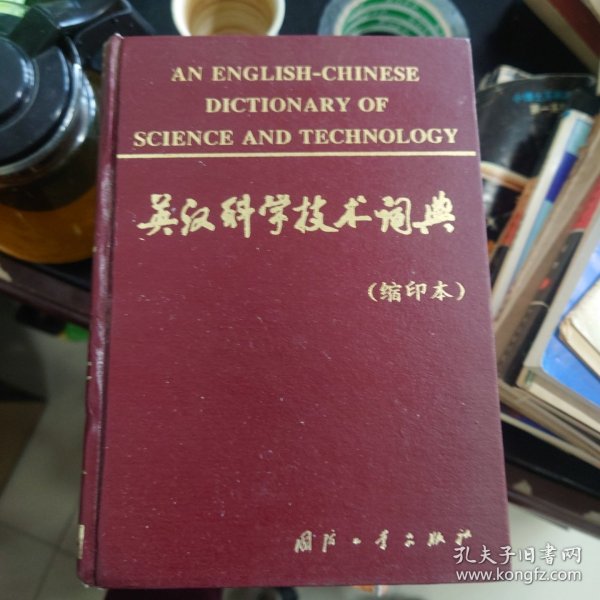 AN ENGLISH-CHINESE
DICTIONARY OF
SCIENCE AND TECHNOLOGY
英汉科学技术词典
(缩印本)
国防工业出版社
孔夫子旧书网
www.kongfz.com